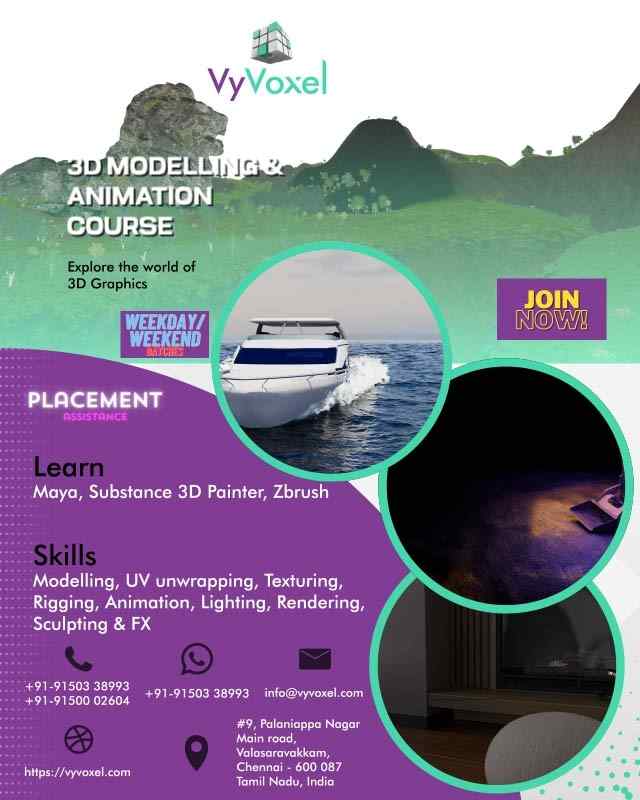 VyVoxel
3D MODELLING &
ANIMATION
COURSE
Explore the world of
3D Graphics
WEEKDAY/
WEEKEND
BATCHES
JOIN
NOW!
PLACEMENT
ASSISTANCE
Learn
Maya, Substance 3D Painter, Zbrush
Skills
Modelling, UV unwrapping, Texturing,
Rigging, Animation, Lighting, Rendering,
Sculpting & FX
+91-91503 38993
+91-91500 02604
+91-91503 38993
info@vyvoxel.com
https://vyvoxel.com
#9, Palaniappa Nagar
Main road,
Valasaravakkam,
Chennai - 600 087
Tamil Nadu, India